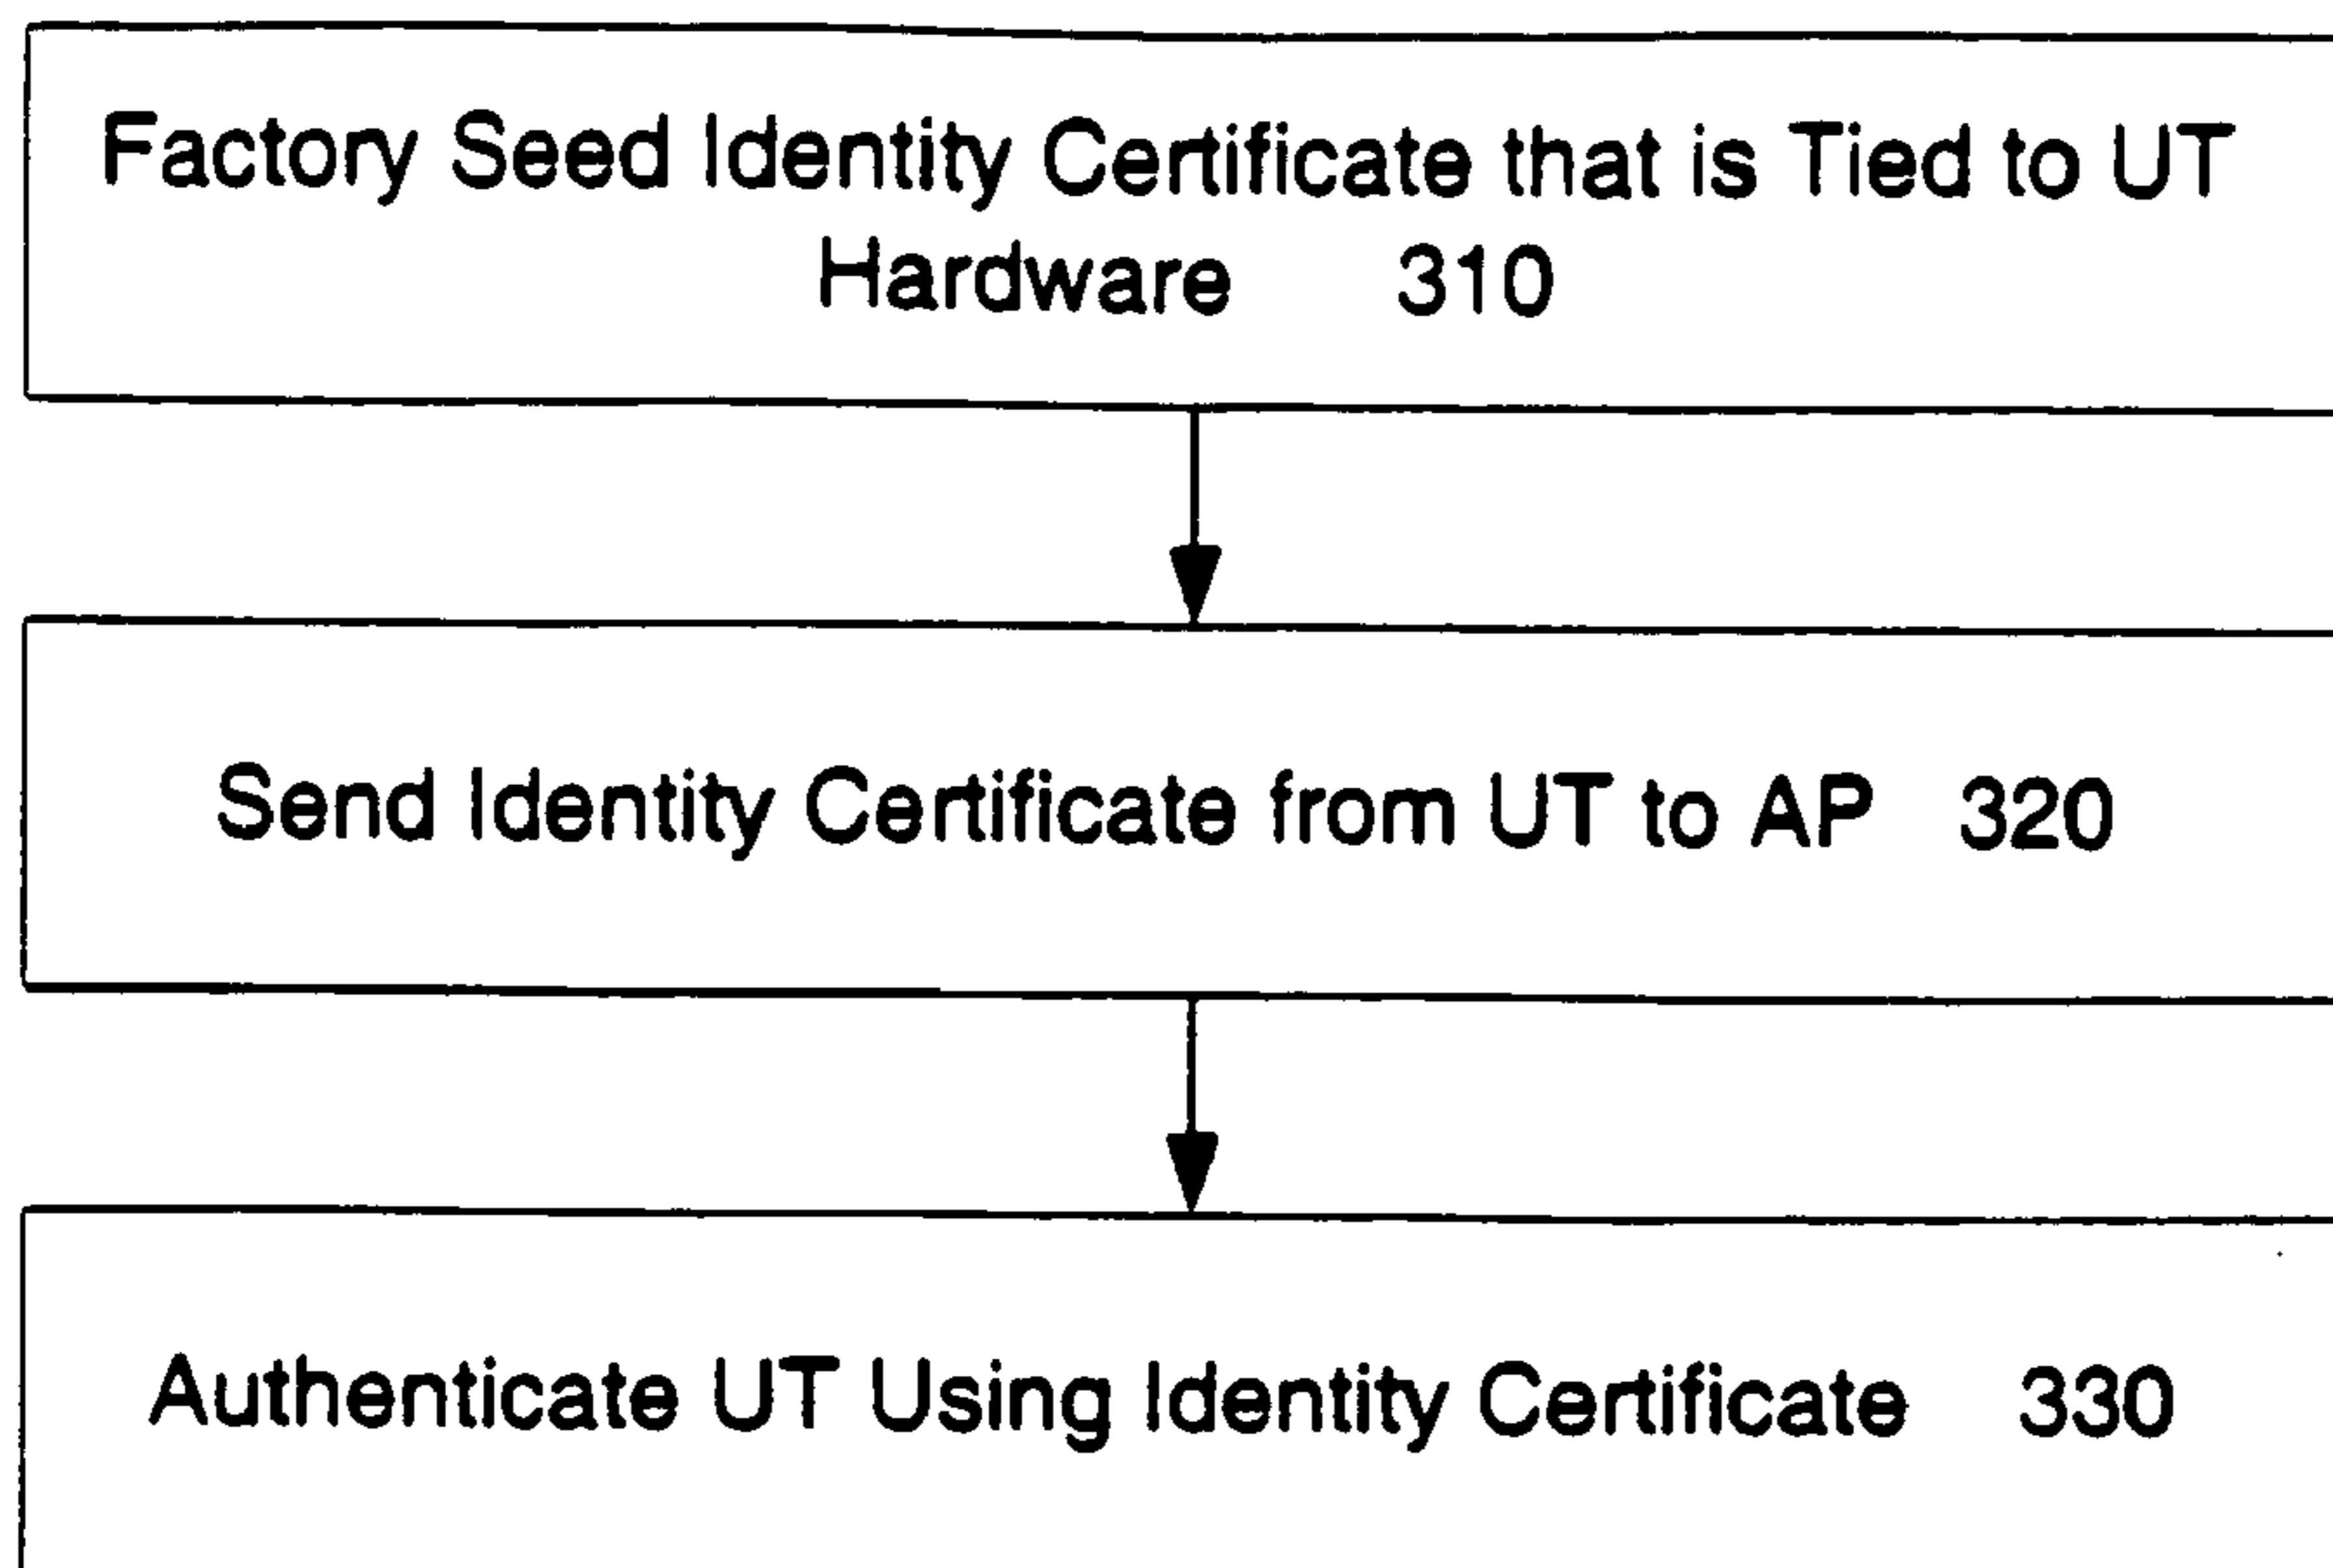 Factory Seed Identity Certificate that is Tied to UT
Hardware 310
Send Identity Certificate from UT to AP 320
Authenticate UT Using Identity Certificate 330